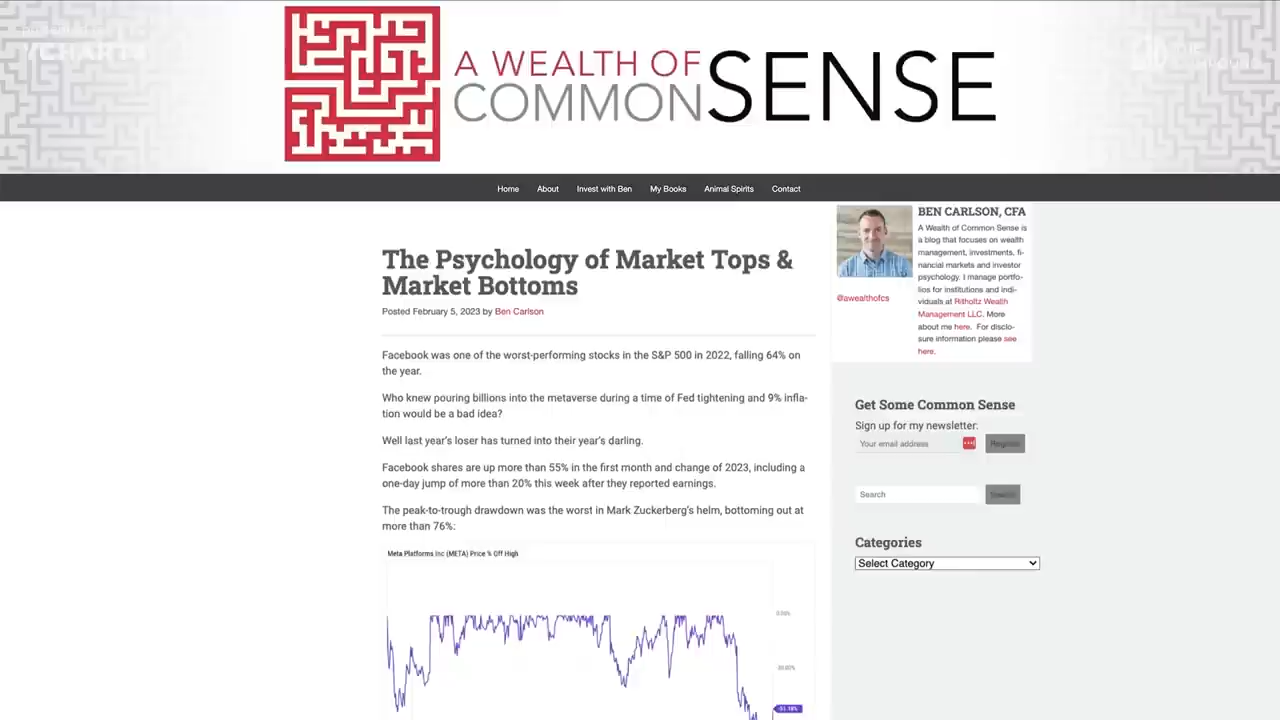 A WEALTH OF
COMMONSENSE
Home About Invest with Ben My Books Animal Spirits Contact
The Psychology of Market Tops &
Market Bottoms
Posted February 5, 2023 by Ben Carlson
Facebook was one of the worst-performing stocks in the S&P 500 in 2022, falling 64% on
the year.
Who knew pouring billions into the metaverse during a time of Fed tightening and 9% infla-
tion would be a bad idea?
Well last year's loser has turned into their year's darling.
Facebook shares are up more than 55% in the first month and change of 2023, including a
one-day jump of more than 20% this week after they reported earnings.
The peak-to-trough drawdown was the worst in Mark Zuckerberg's helm, bottoming out at
more than 76%:
Meta Platforms Inc (META) Price % Off High
0.00%
BEN CARLSON, CFA
A Wealth of Common Sense is
a blog that focuses on wealth
management, investments, fi-
nancial markets and investor
psychology. I manage portfo-
lios for institutions and indi-
viduals at Ritholtz Wealth
Management LLC. More
about me here. For disclo-
sure information please see
here.
@awealthofcs
Get Some Common Sense
Sign up for my newsletter.
Your email address
Register
Search
Search
Categories
Select Category